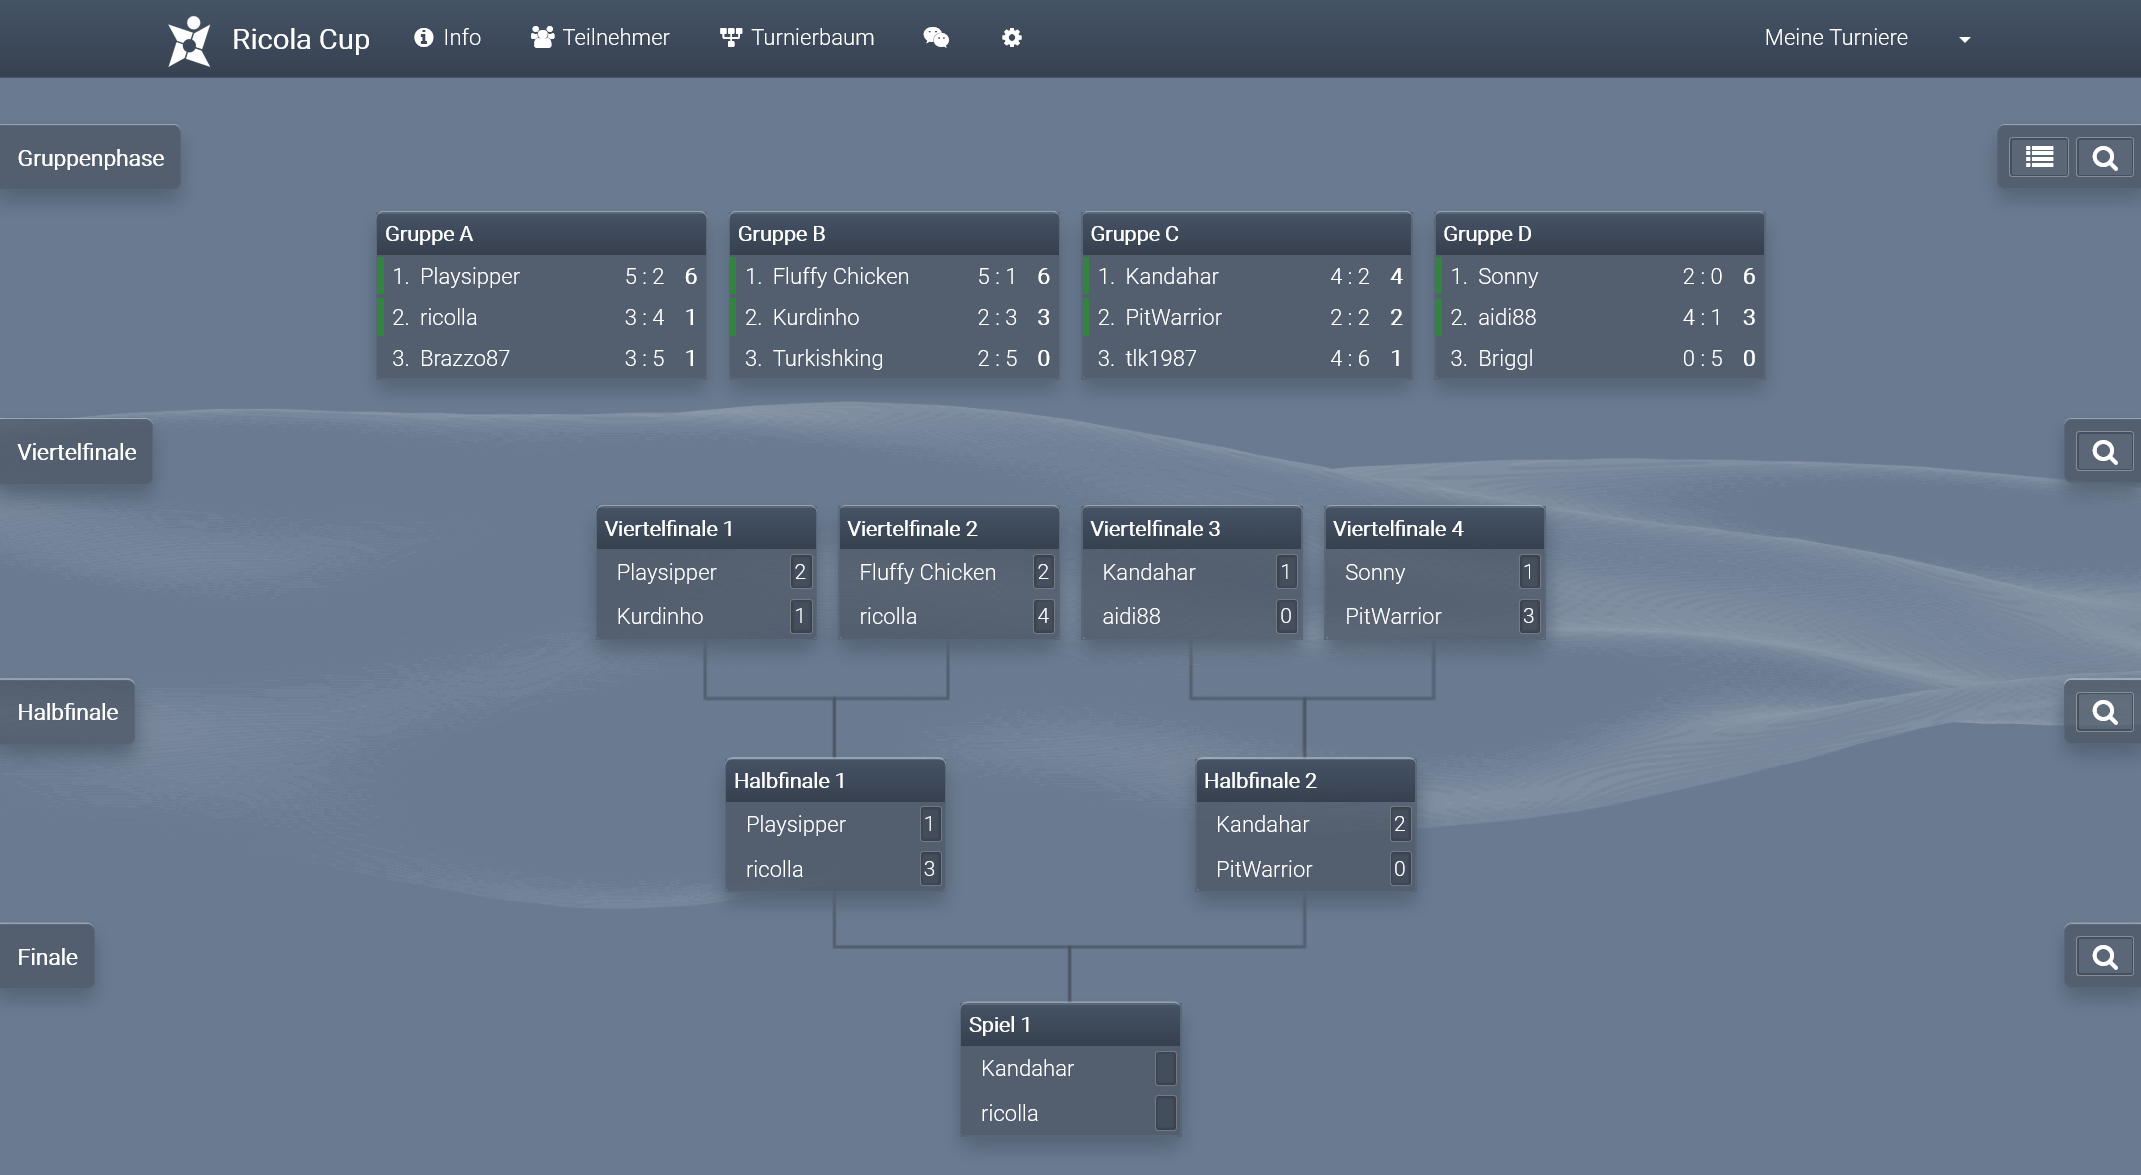 Ricola Cup Info Teilnehmer Turnierbaum Meine Turniere
Gruppenphase
Gruppe A
1. Playsipper 5 : 2 6
2. ricolla 3 : 4 1
3. Brazzo87 3 : 5 1
Gruppe B
1. Fluffy Chicken 5 : 1 6
2. Kurdinho 2 : 3 3
3. Turkishking 2 : 5 0
Gruppe C
1. Kandahar 4 : 2 4
2. PitWarrior 2 : 2 2
3. tlk1987 4 : 6 1
Gruppe D
1. Sonny 2 : 0 6
2. aidi88 4 : 1 3
3. Briggl 0 : 5 0
Viertelfinale
Viertelfinale 1
Playsipper 2
Kurdinho 1
Viertelfinale 2
Fluffy Chicken 2
ricolla 4
Viertelfinale 3
Kandahar 1
aidi88 0
Viertelfinale 4
Sonny 1
PitWarrior 3
Halbfinale
Halbfinale 1
Playsipper 1
ricolla 3
Halbfinale 2
Kandahar 2
PitWarrior 0
Finale
Spiel 1
Kandahar
ricolla